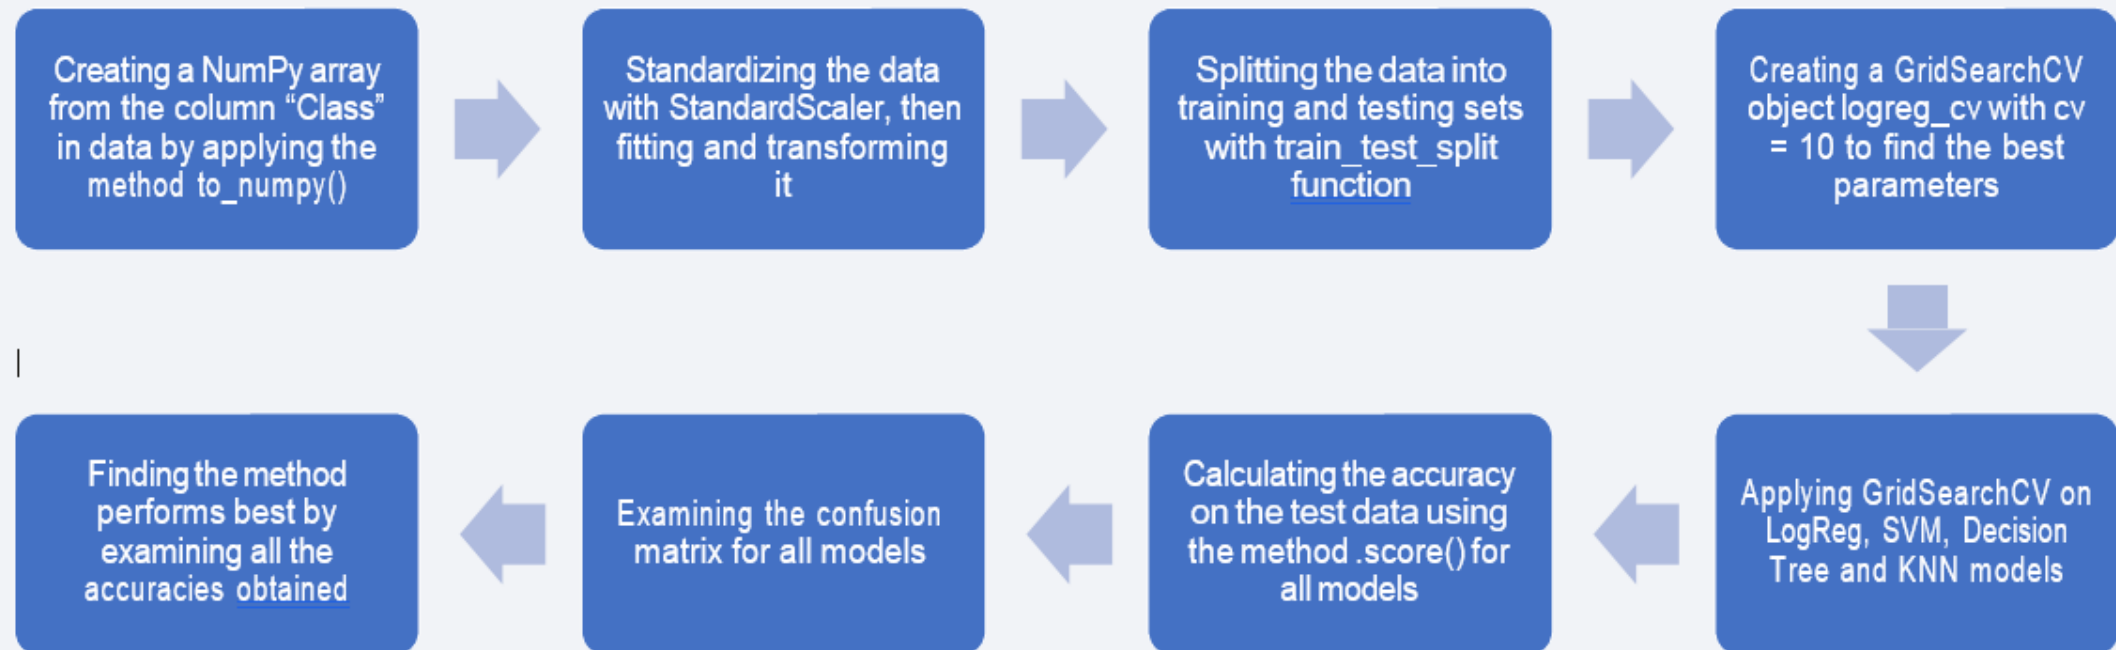 Creating a NumPy array
from the column “Class”
in data by applying the
method to_numpy()
Standardizing the data
with StandardScaler, then
fitting and transforming
it
Splitting the data into
training and testing sets
with train_test_split
function
Creating a GridSearchCV
object logreg_cv with cv
= 10 to find the best
parameters
Applying GridSearchCV on
LogReg, SVM, Decision
Tree and KNN models
Calculating the accuracy
on the test data using
the method .score() for
all models
Examining the confusion
matrix for all models
Finding the method
performs best by
examining all the
accuracies obtained